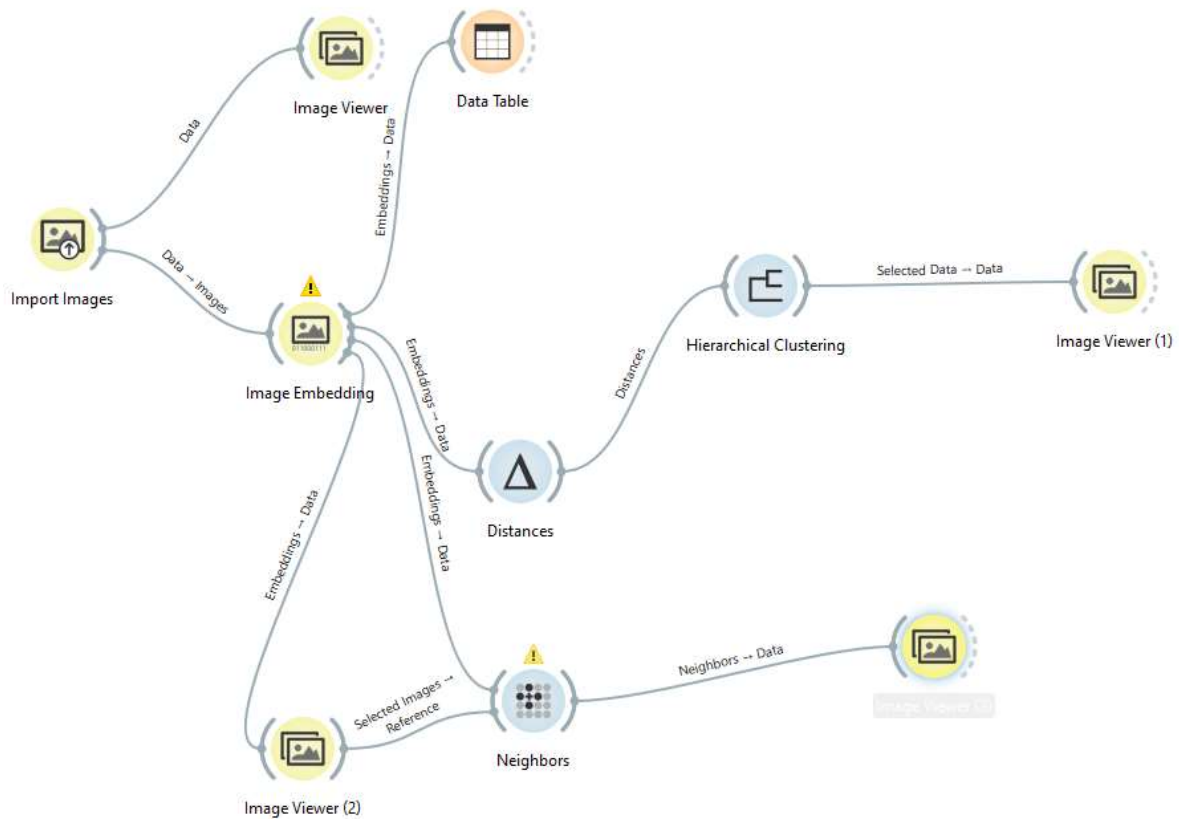 Image Viewer
Data Table
Data
Embeddings → Data
Import Images
Data → Images
Image Embedding
Hierarchical Clustering
Selected Data → Data
Image Viewer (1)
Embeddings → Data
Distances
Distances
Embeddings → Data
Embeddings → Data
Selected Images →
Reference
Neighbors
Neighbors → Data
Image Viewer (2)